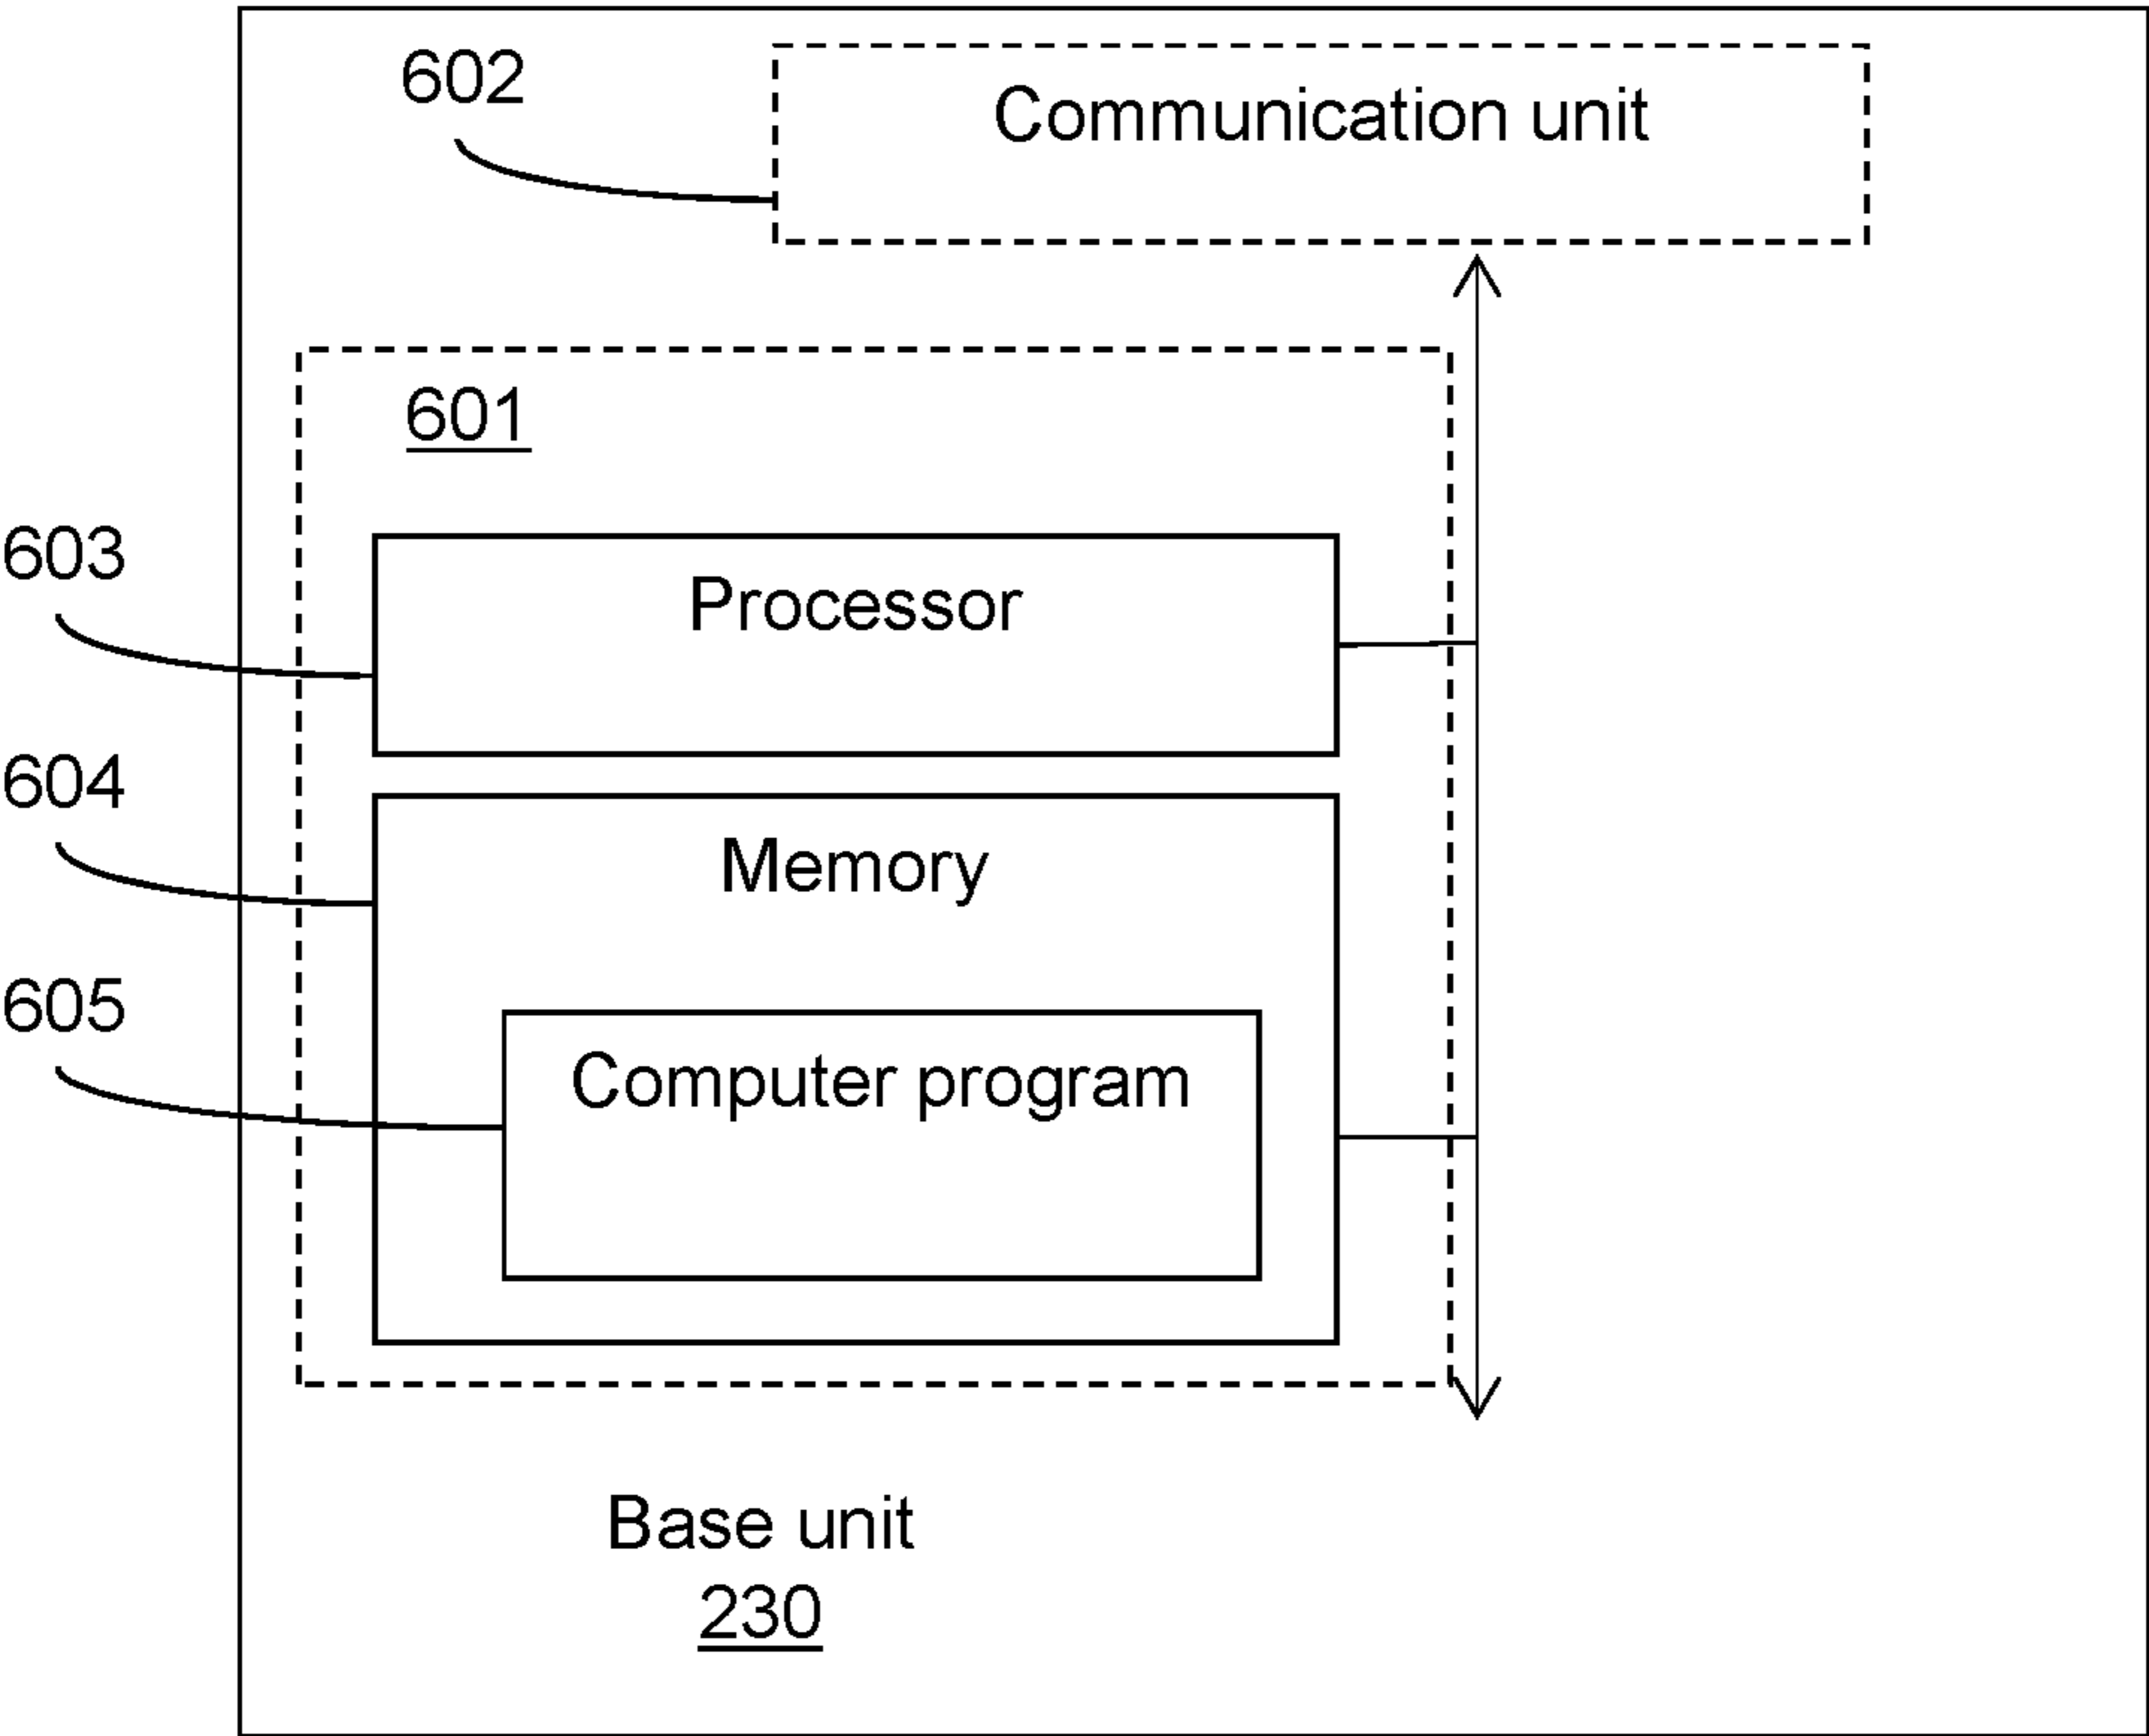 602
Communication unit
601
603
Processor
604
Memory
605
Computer program
Base unit
230